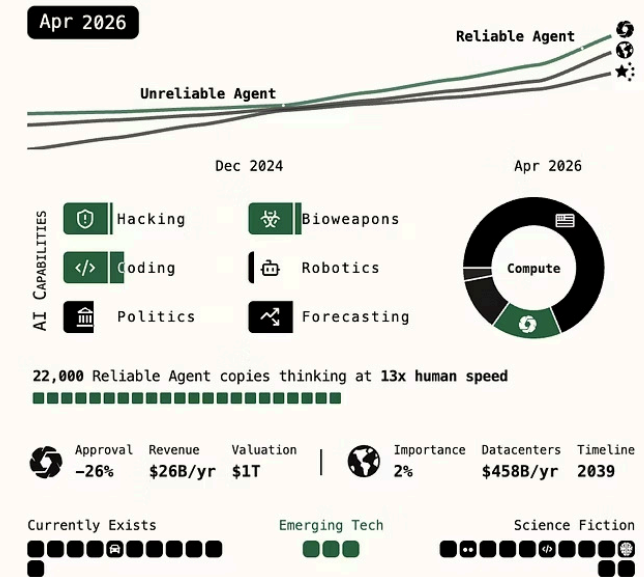 Apr 2026
Reliable Agent
Unreliable Agent
Dec 2024
Apr 2026
AI CAPABILITIES
Hacking
Bioweapons
Coding
Robotics
Politics
Forecasting
Compute
22,000 Reliable Agent copies thinking at 13x human speed
Approval Revenue Valuation
-26% $26B/yr $1T
Importance Datacenters Timeline
2% $458B/yr 2039
Currently Exists
Emerging Tech
Science Fiction